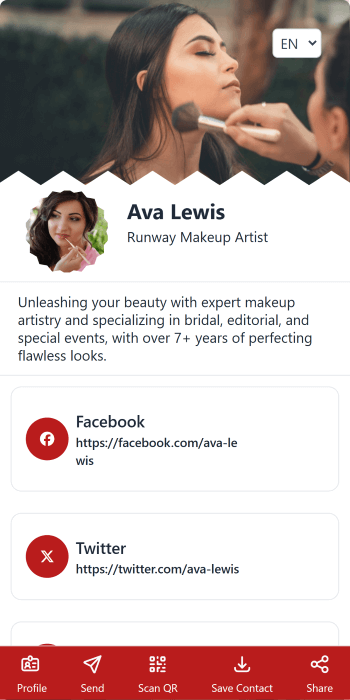 EN
Ava Lewis
Runway Makeup Artist
Unleashing your beauty with expert makeup
artistry and specializing in bridal, editorial, and
special events, with over 7+ years of perfecting
flawless looks.
Facebook
https://facebook.com/ava-le
wis
Twitter
https://twitter.com/ava-lewis
Profile
Send
Scan QR
Save Contact
Share